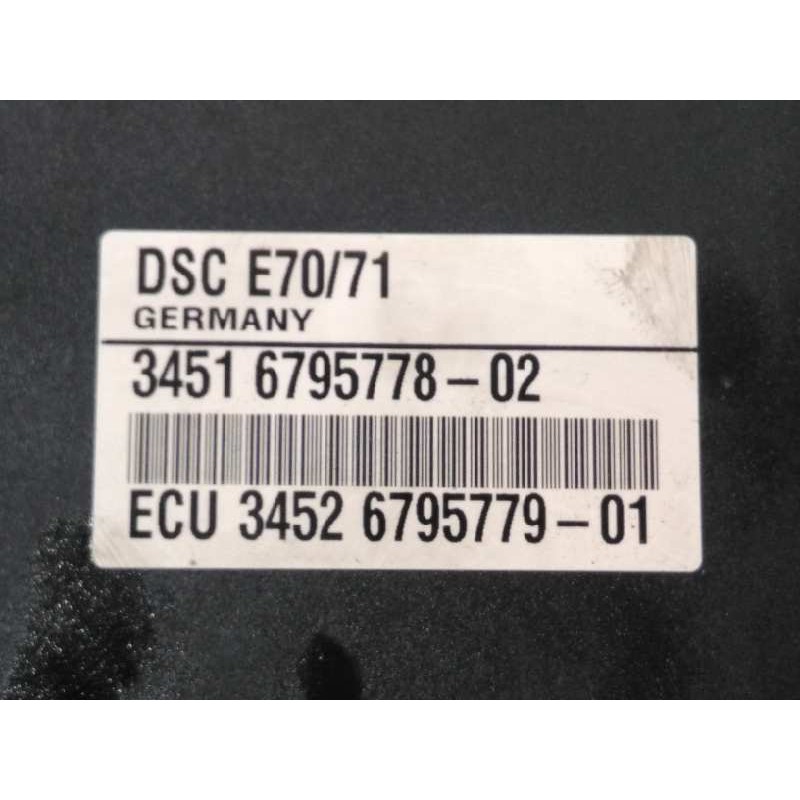 DSC E70/71
GERMANY
3451 6795778-02
ECU 3452 6795779-01